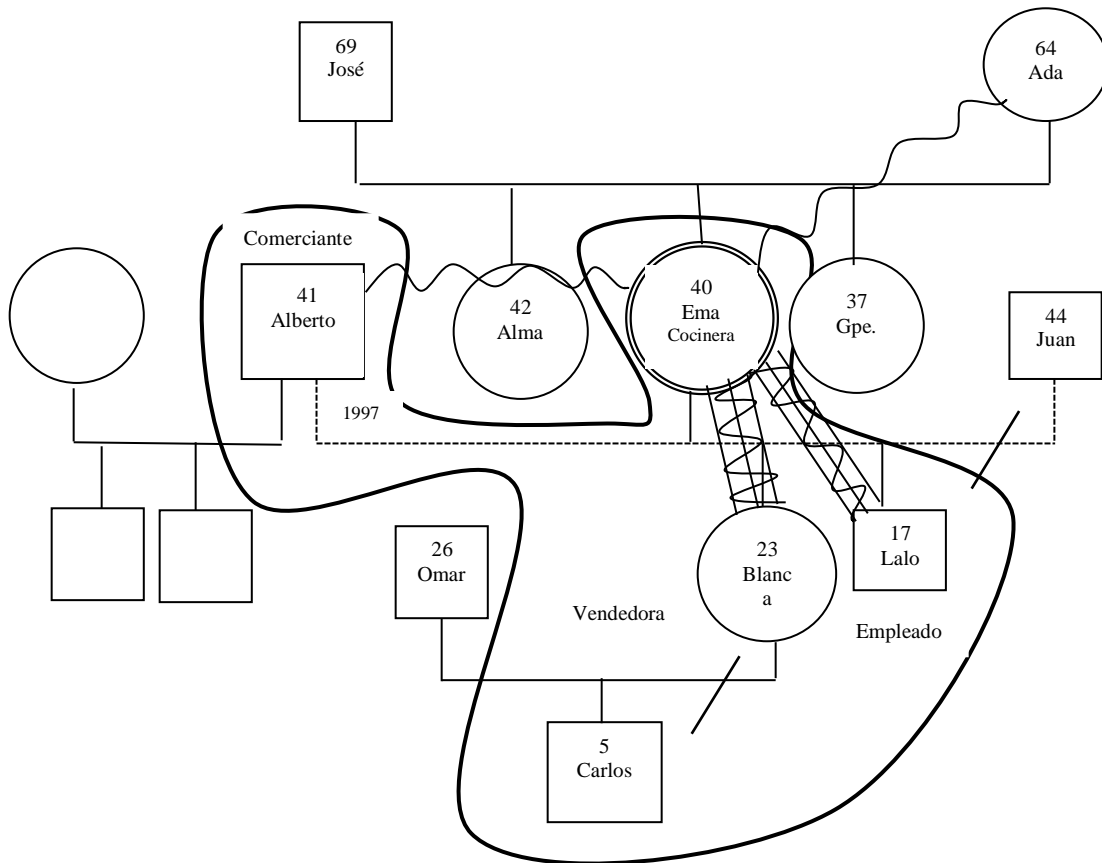 69
José
64
Ada
Comerciante
41
Alberto
42
Alma
40
Ema
Cocinera
37
Gpe.
44
Juan
1997
26
Omar
23
Blanc
a
17
Lalo
Vendedora
Empleado
5
Carlos